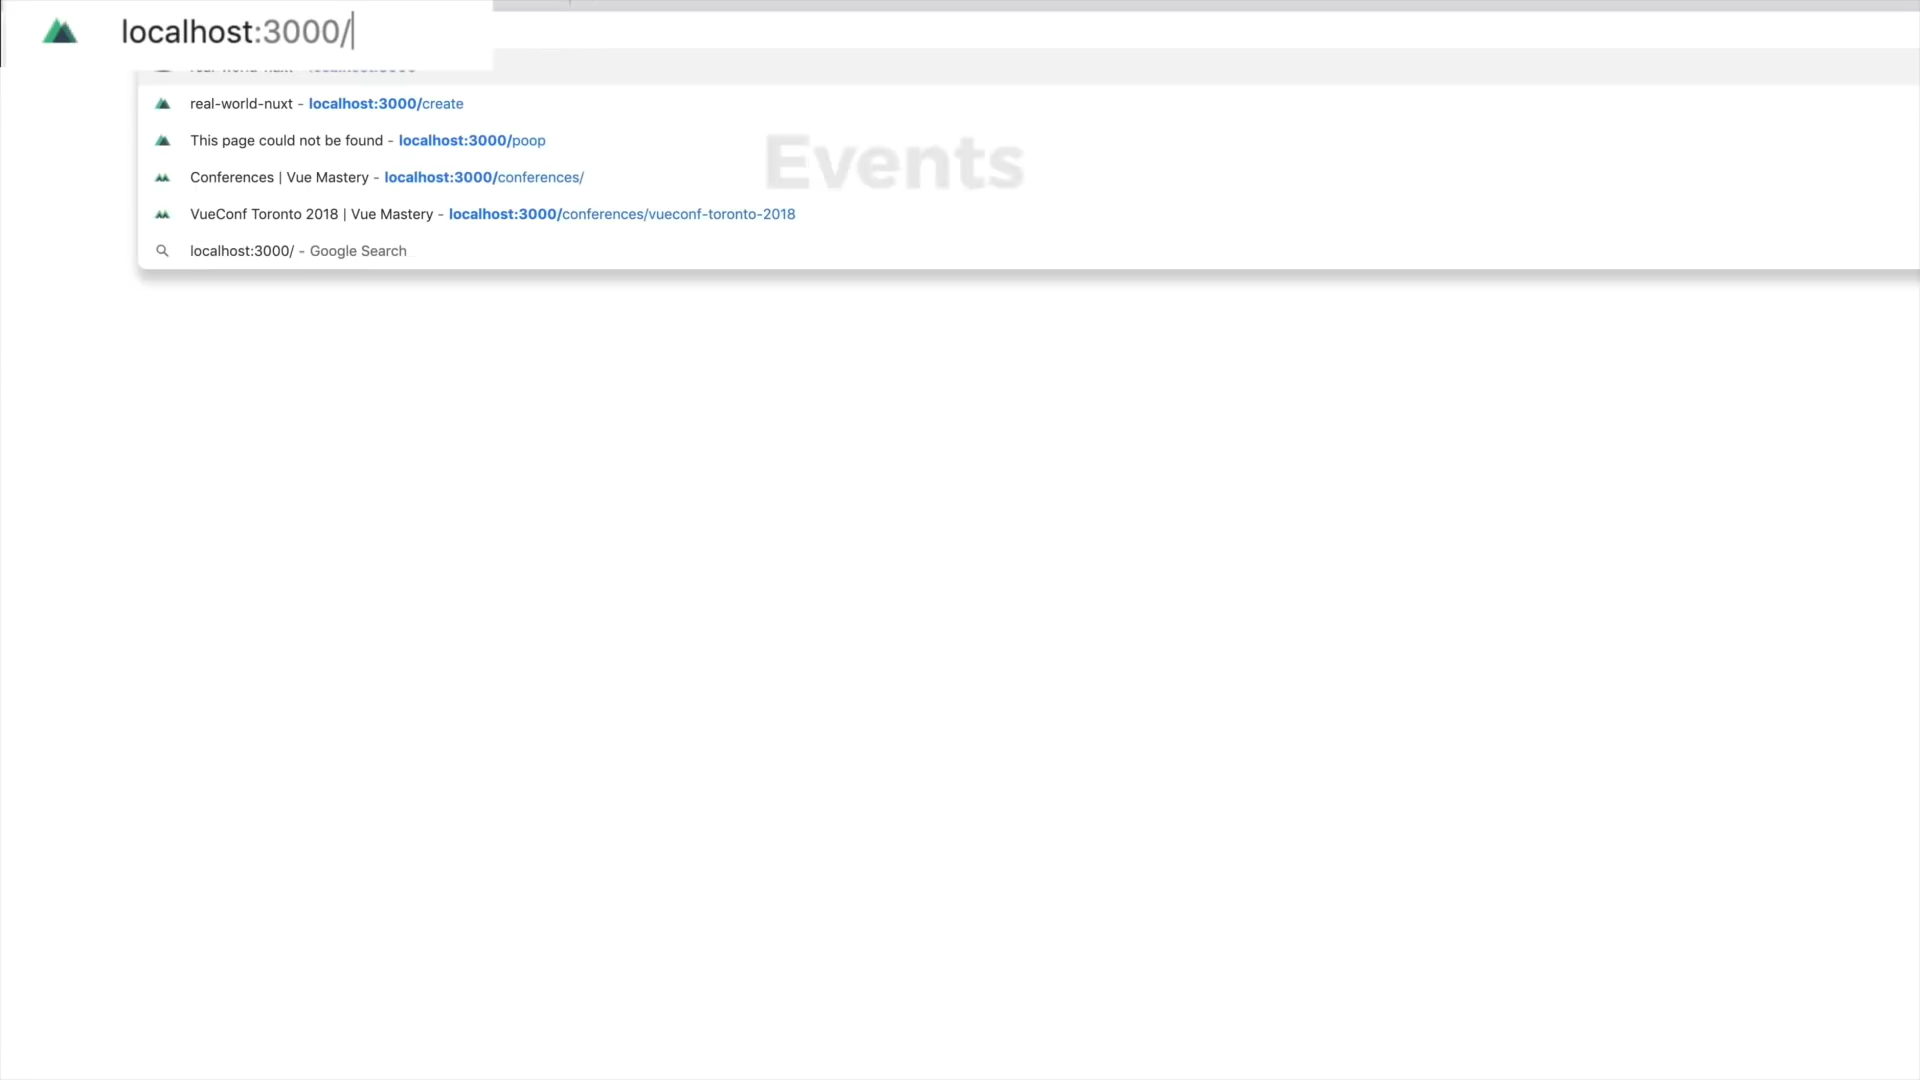 localhost:3000/
real-world-nuxt - localhost:3000/create
This page could not be found - localhost:3000/poop
Events
Conferences | Vue Mastery - localhost:3000/conferences/
VueConf Toronto 2018 | Vue Mastery - localhost:3000/conferences/vueconf-toronto-2018
localhost:3000/ - Google Search